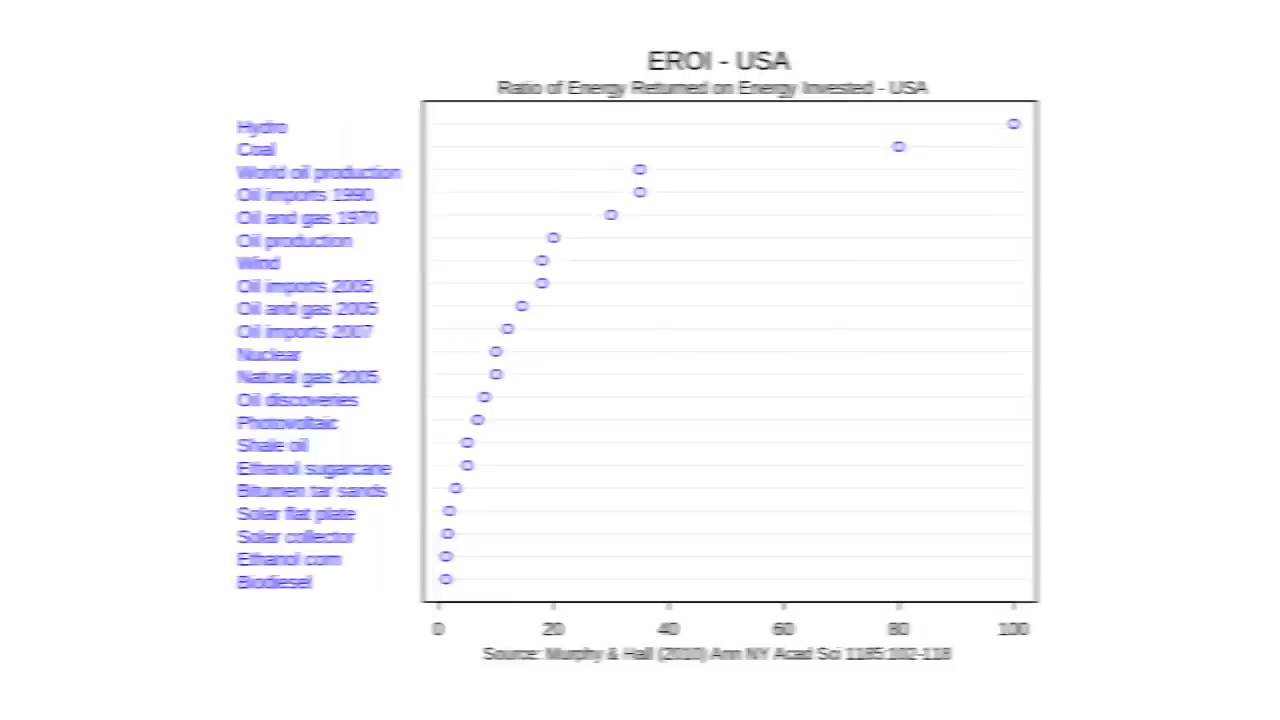 EROI - USA
Ratio of Energy Returned on Energy Invested - USA
Hydro
Coal
World oil production
Oil imports 1990
Oil and gas 1970
Oil production
Wind
Oil imports 2005
Oil and gas 2005
Oil imports 2007
Nuclear
Natural gas 2005
Oil discoveries
Photovoltaic
Shale oil
Ethanol sugarcane
Bitumen tar sands
Solar flat plate
Solar collector
Ethanol corn
Biodiesel
0 20 40 60 80 100
Source: Murphy & Hall (2010) Ann NY Acad Sci 1185:102-118